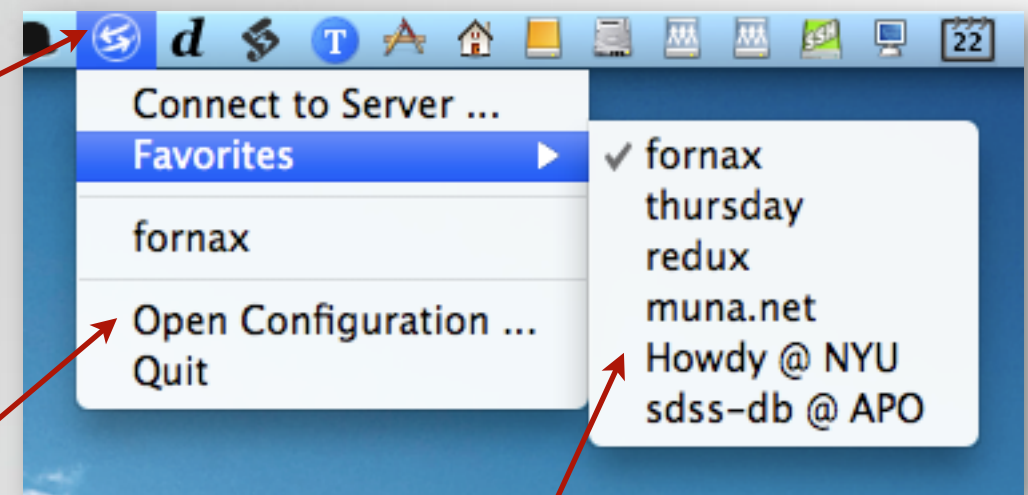 d
T
SSH
22
Connect to Server ...
Favorites
fornax
Open Configuration ...
Quit
fornax
thursday
redux
muna.net
Howdy @ NYU
sdss-db @ APO